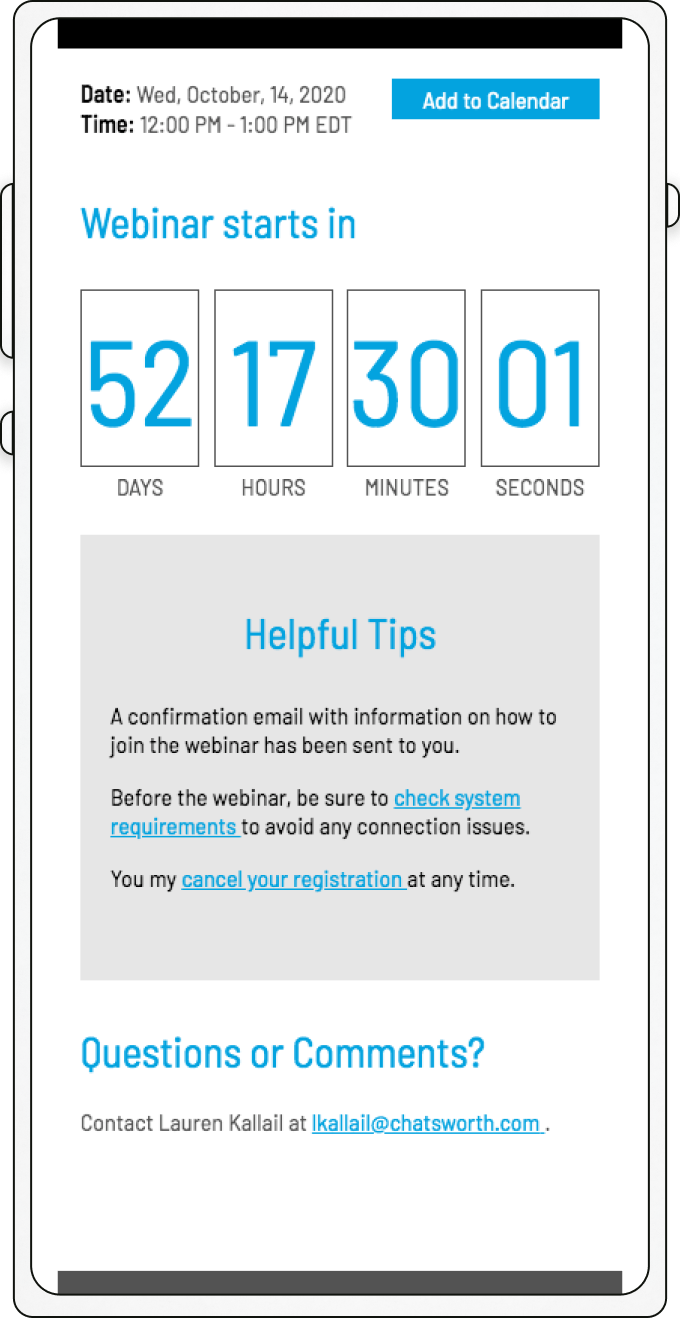 Date: Wed, October, 14, 2020
Time: 12:00 PM - 1:00 PM EDT
Add to Calendar
Webinar starts in
52 17 30 01
DAYS HOURS MINUTES SECONDS
Helpful Tips
A confirmation email with information on how to
join the webinar has been sent to you.
Before the webinar, be sure to check system
requirements to avoid any connection issues.
You my cancel your registration at any time.
Questions or Comments?
Contact Lauren Kallail at lkallail@chatsworth.com .